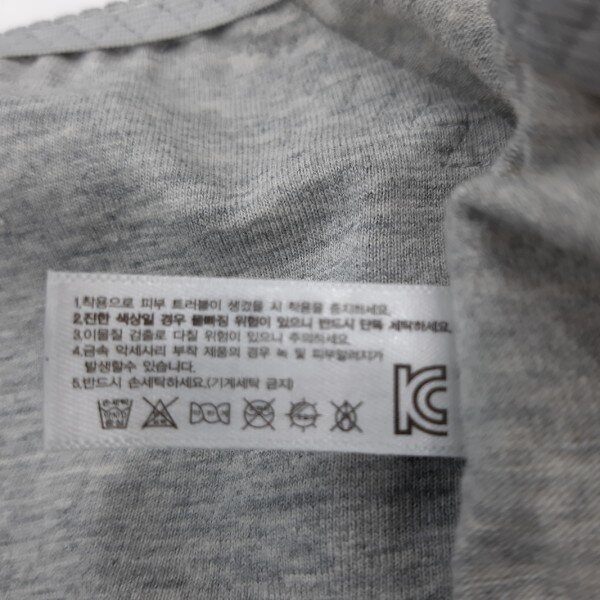 1.착용으로 피부 트러블이 생겼을 시 착용을 중지하세요.
2.진한 색상일 경우 물빠짐 위험이 있으니 반드시 단독 세탁하세요.
3.이물질 검출로 다칠 위험이 있으니 주의하세요.
4.금속 악세사리 부착 제품의 경우 녹 및 피부알러지가
발생할수 있습니다.
5.반드시 손세탁하세요.(기계세탁 금지)
손세탁
KC